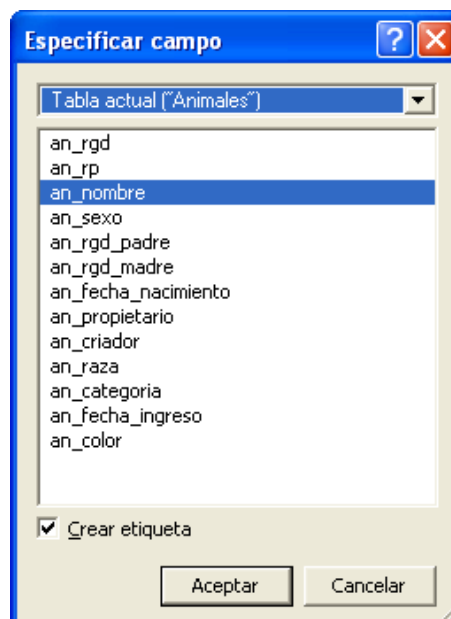 Especificar campo
Tabla actual ("Animales")
an_rgd
an_rp
an_nombre
an_sexo
an_rgd_padre
an_rgd_madre
an_fecha_nacimiento
an_propietario
an_criador
an_raza
an_categoria
an_fecha_ingreso
an_color
Crear etiqueta
Aceptar Cancelar